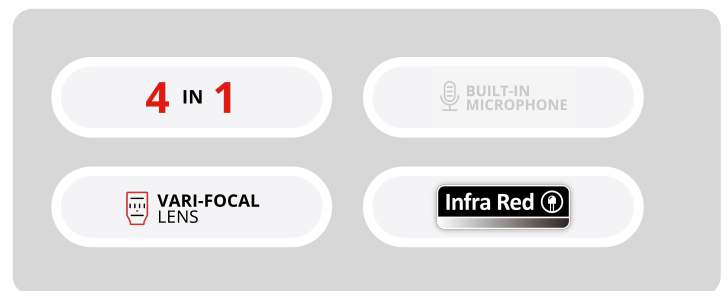 4 IN 1
BUILT-IN
MICROPHONE
VARI-FOCAL
LENS
Infra Red